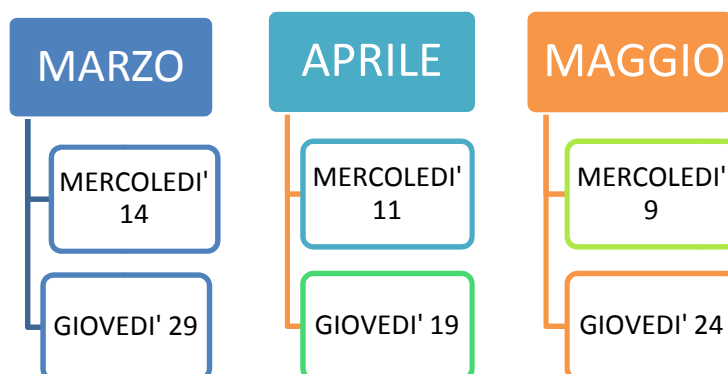 MARZO
MERCOLEDI'
14
GIOVEDI' 29
APRILE
MERCOLEDI'
11
GIOVEDI' 19
MAGGIO
MERCOLEDI'
9
GIOVEDI' 24